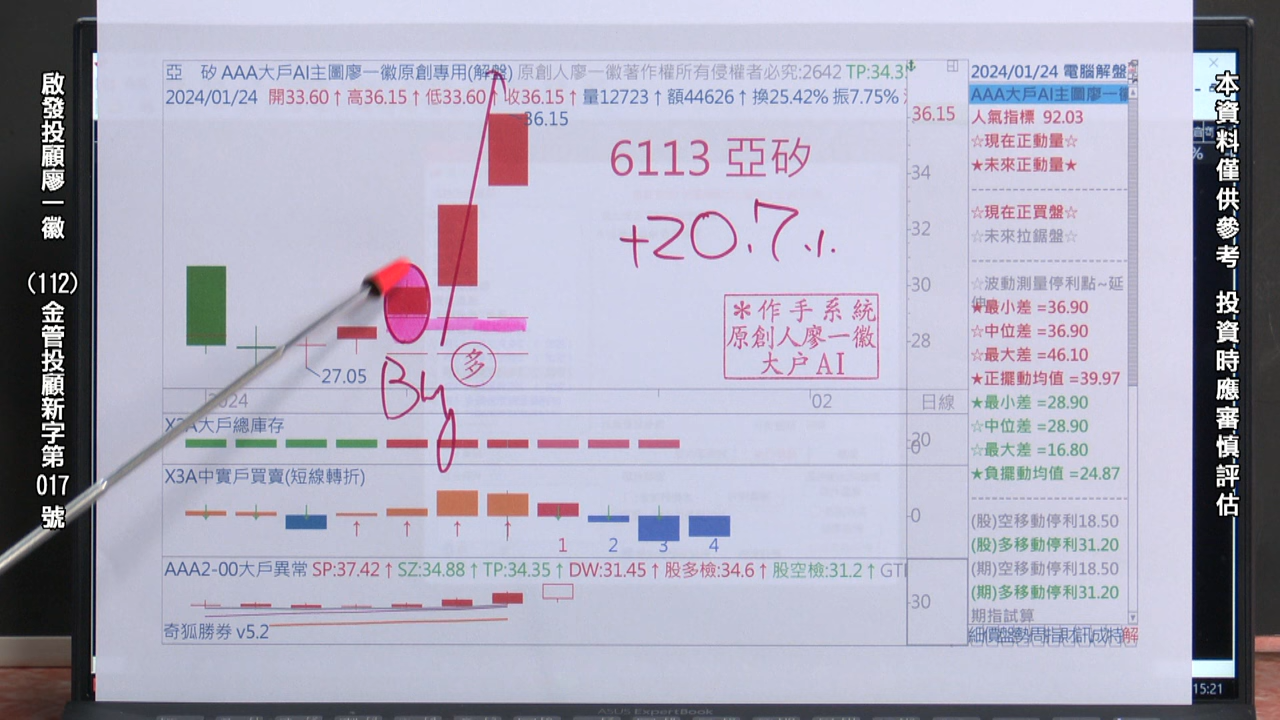 啟發投顧廖一徽 (112)金管投顧新字第017號
亞 矽 AAA大戶AI主圖廖一徽原創專用(解盤) 原創人廖一徽著作權所有侵權者必究:2642 TP:34.3
2024/01/24 開33.60↑ 高36.15↑ 低33.60↑ 收36.15↑ 量12723↑ 額44626↑ 換25.42% 振7.75%
36.15
6113 亞矽
+20.7%
＊作手系統
原創人廖一徽
大户AI
27.05
By
多
36.15
34
32
30
28
2024
02
日線
X2A大戶總庫存
20
0
X3A中實戶買賣(短線轉折)
0
1 2 3 4
AAA2-00大戶異常 SP:37.42↑ SZ:34.88↑ TP:34.35↑ DW:31.45↑ 股多檢:34.6↑ 股空檢:31.2↑ GT
30
奇狐勝券 v5.2
2024/01/24 電腦解盤
AAA大戶AI主圖廖一徽
人氣指標 92.03
☆現在正動量☆
★未來正動量★
☆現在正買盤☆
☆未來拉鋸盤☆
☆波動測量停利點~延伸
★最小差 =36.90
☆中位差 =36.90
☆最大差 =46.10
★正擺動均值 =39.97
★最小差 =28.90
☆中位差 =28.90
☆最大差 =16.80
★負擺動均值 =24.87
(股)空移動停利18.50
(股)多移動停利31.20
(期)空移動停利18.50
(期)多移動停利31.20
期指試算
15:21
ASUS ExpertBook
本資料僅供參考 投資時應審慎評估